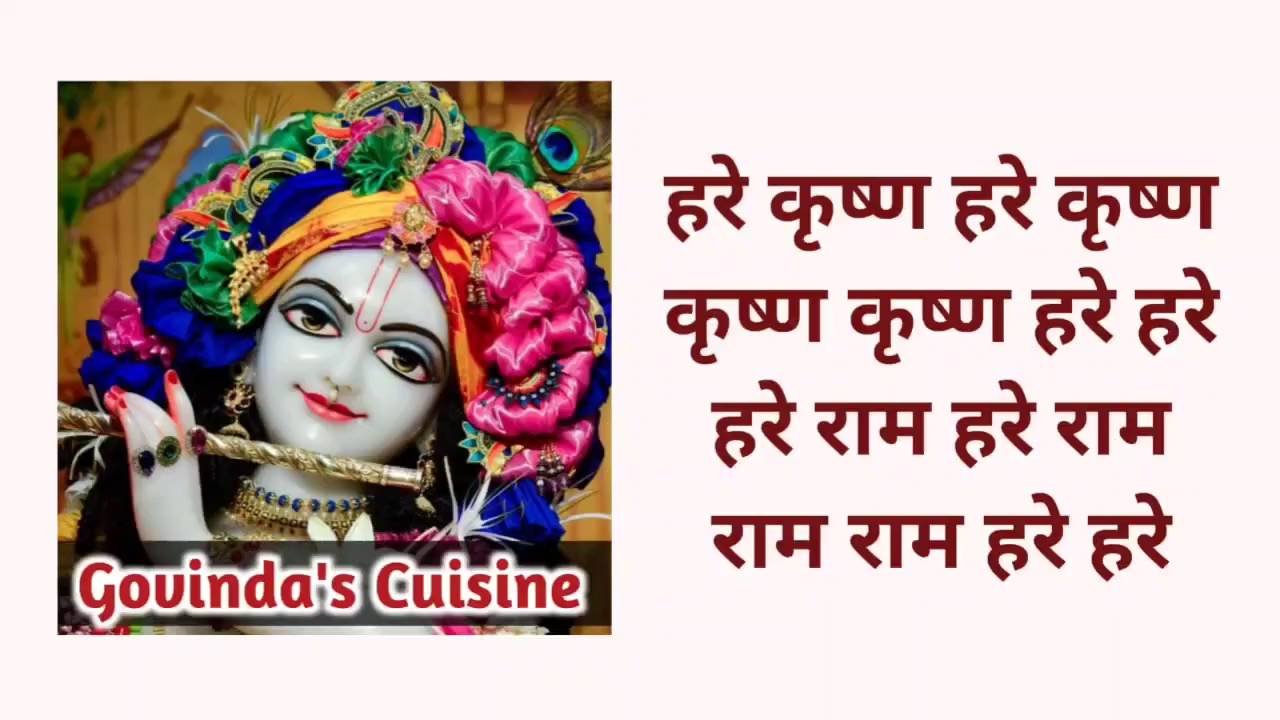 Govinda's Cuisine
हरे कृष्ण हरे कृष्ण
कृष्ण कृष्ण हरे हरे
हरे राम हरे राम
राम राम हरे हरे